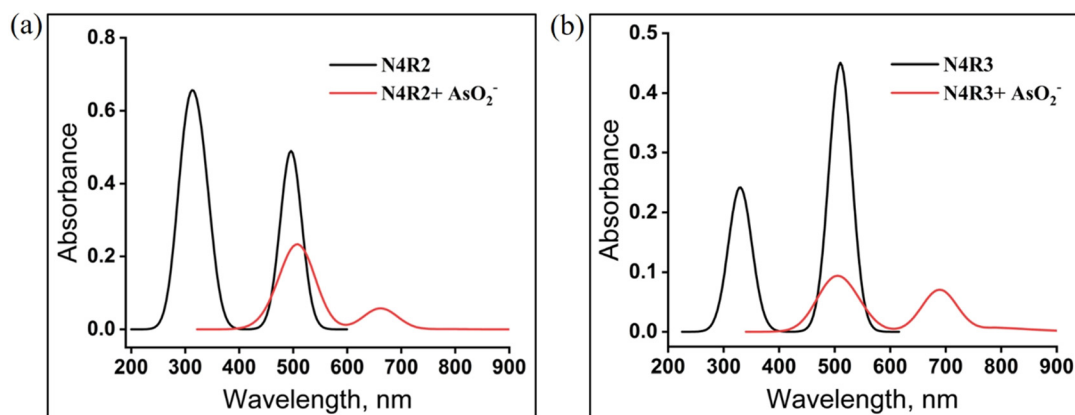 (a)
0.8
0.6
0.4
0.2
0.0
Absorbance
N4R2
N4R2+ AsO₂⁻
200 300 400 500 600 700 800 900
Wavelength, nm
(b)
0.5
0.4
0.3
0.2
0.1
0.0
Absorbance
N4R3
N4R3+ AsO₂⁻
200 300 400 500 600 700 800 900
Wavelength, nm